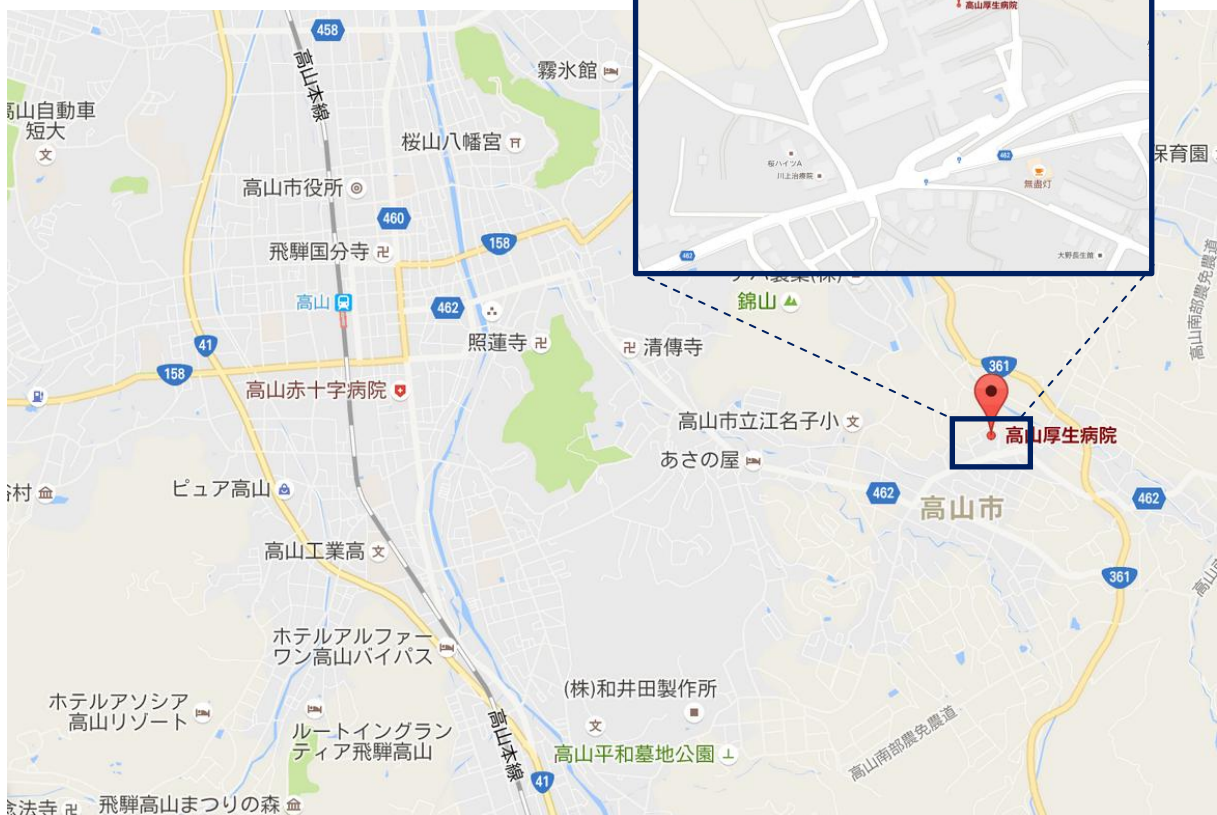 高山厚生病院
458
高山本線
霧氷館
高山自動車
短大
桜山八幡宮
462
保育園
桜ハイツA
川上治療院
無盡灯
高山市役所
460
飛騨国分寺
158
462
大野長生館
高山南部農免農道
高山
462
錦山
41
照蓮寺
清傳寺
158
361
高山赤十字病院
高山市立江名子小
高山厚生病院
あさの屋
ピュア高山
462
462
高山市
高山工業高
361
ホテルアルファー
ワン高山バイパス
(株)和井田製作所
ホテルアソシア
高山リゾート
ルートイングラン
ティア飛騨高山
高山本線
高山南部農免農道
高山平和墓地公園
41
飛騨高山まつりの森